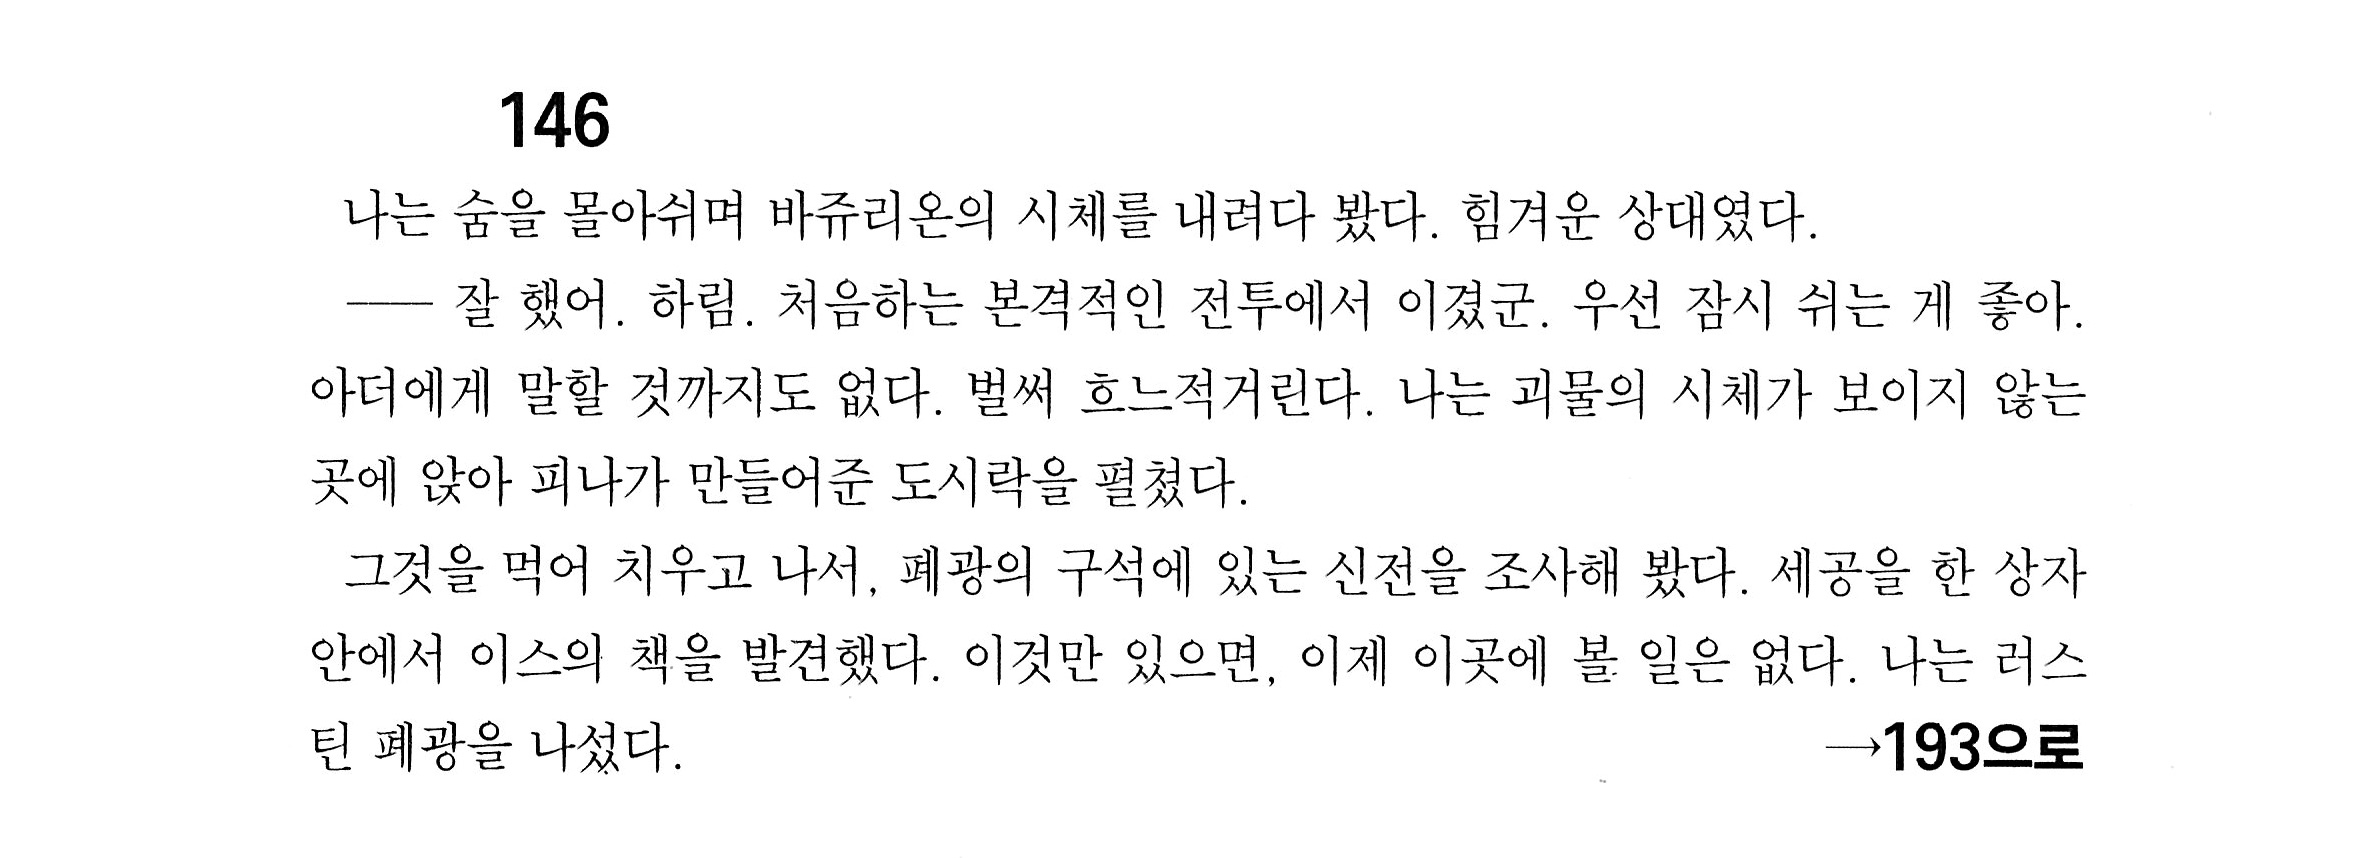 146
나는 숨을 몰아쉬며 바쥬리온의 시체를 내려다 봤다. 힘겨운 상대였다.
── 잘 했어. 하림. 처음하는 본격적인 전투에서 이겼군. 우선 잠시 쉬는 게 좋아.
아더에게 말할 것까지도 없다. 벌써 흐느적거린다. 나는 괴물의 시체가 보이지 않는
곳에 앉아 피나가 만들어준 도시락을 펼쳤다.
그것을 먹어 치우고 나서, 폐광의 구석에 있는 신전을 조사해 봤다. 세공을 한 상자
안에서 이스의 책을 발견했다. 이것만 있으면, 이제 이곳에 볼 일은 없다. 나는 러스
틴 폐광을 나섰다.
→193으로